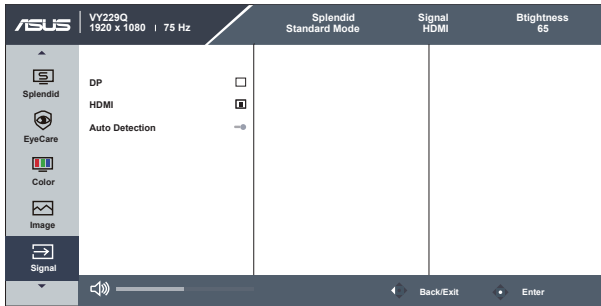 ASUS
VY229Q
1920 x 1080 | 75 Hz
Splendid
Standard Mode
Signal
HDMI
Btightness
65
Splendid
EyeCare
Color
Image
Signal
DP
HDMI
Auto Detection
Back/Exit
Enter